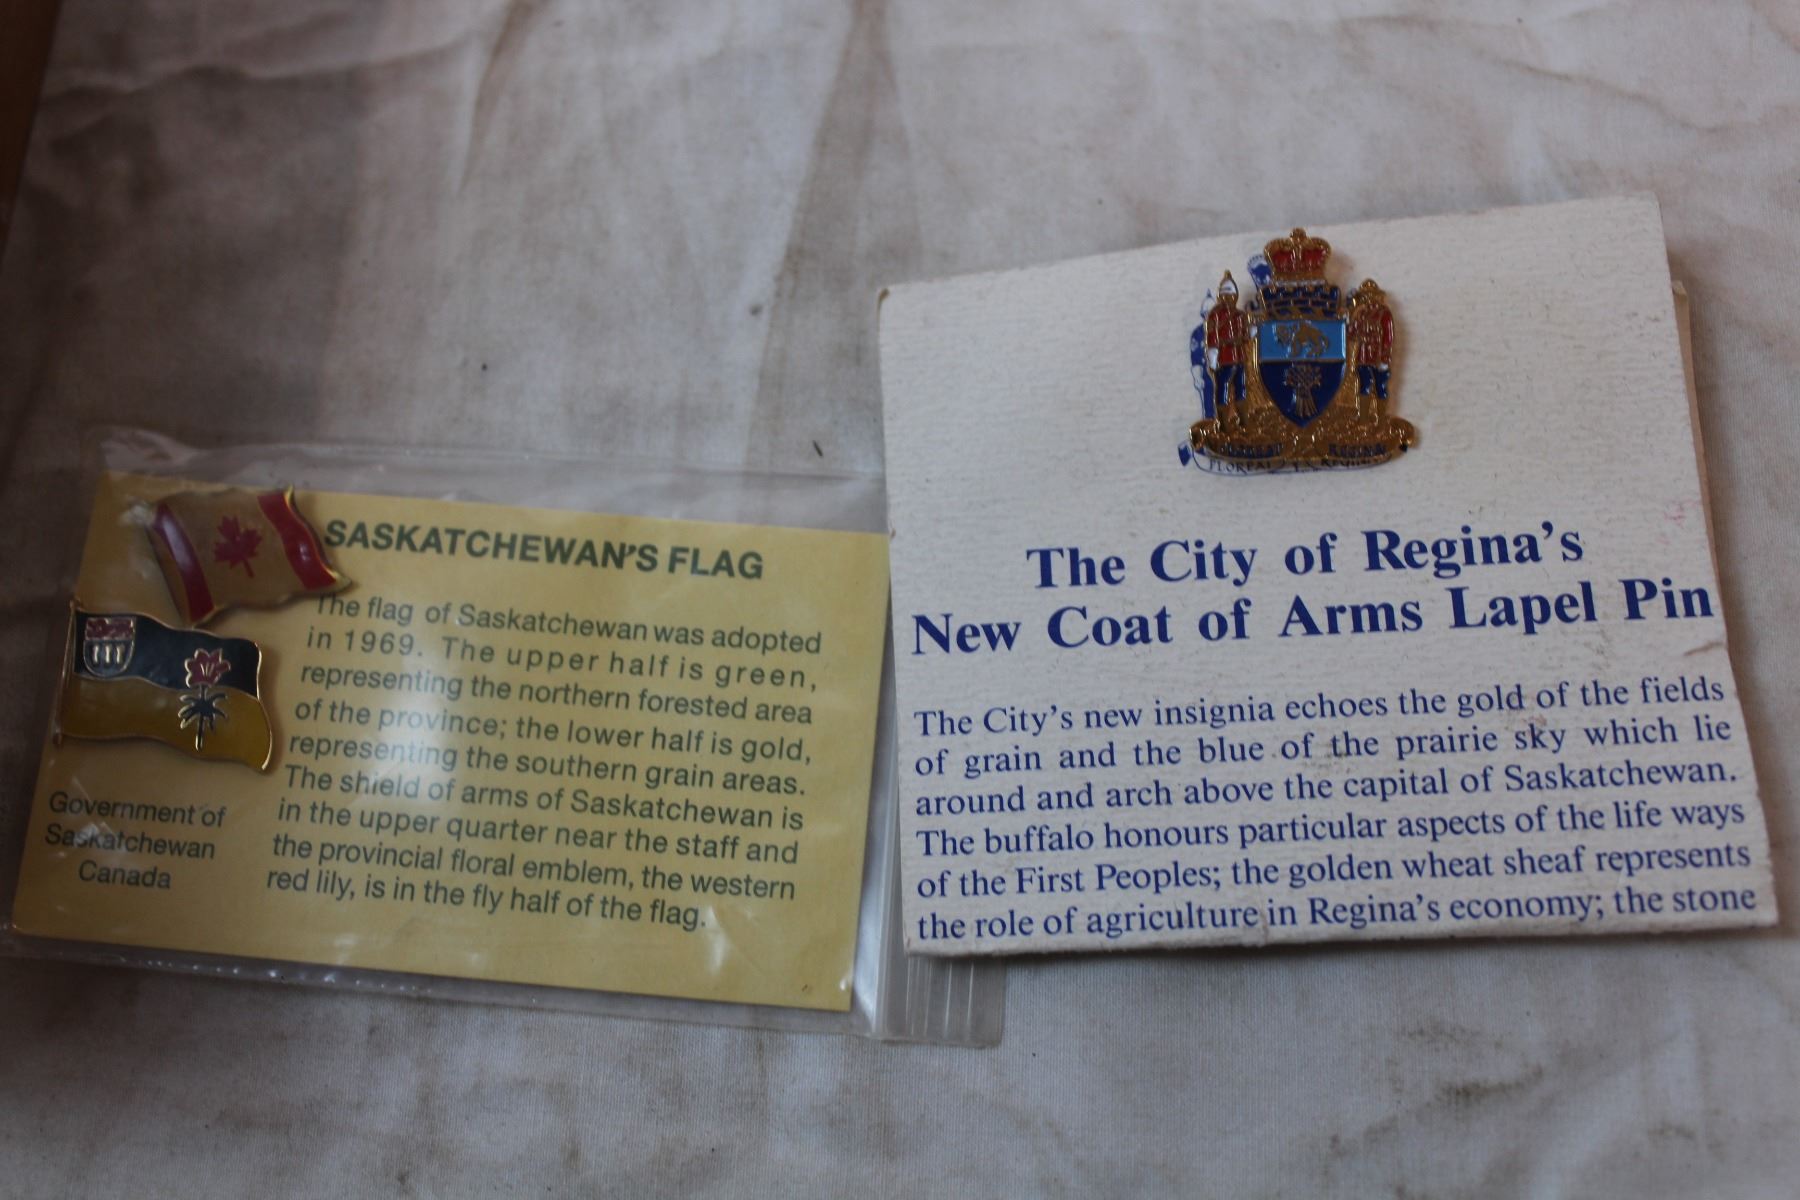 SASKATCHEWAN'S FLAG
The flag of Saskatchewan was adopted
in 1969. The upper half is green,
representing the northern forested area
of the province; the lower half is gold,
representing the southern grain areas.
The shield of arms of Saskatchewan is
in the upper quarter near the staff and
the provincial floral emblem, the western
red lily, is in the fly half of the flag.
Government of
Saskatchewan
Canada
FLOREAT REGINA
The City of Regina's
New Coat of Arms Lapel Pin
The City's new insignia echoes the gold of the fields
of grain and the blue of the prairie sky which lie
around and arch above the capital of Saskatchewan.
The buffalo honours particular aspects of the life ways
of the First Peoples; the golden wheat sheaf represents
the role of agriculture in Regina's economy; the stone